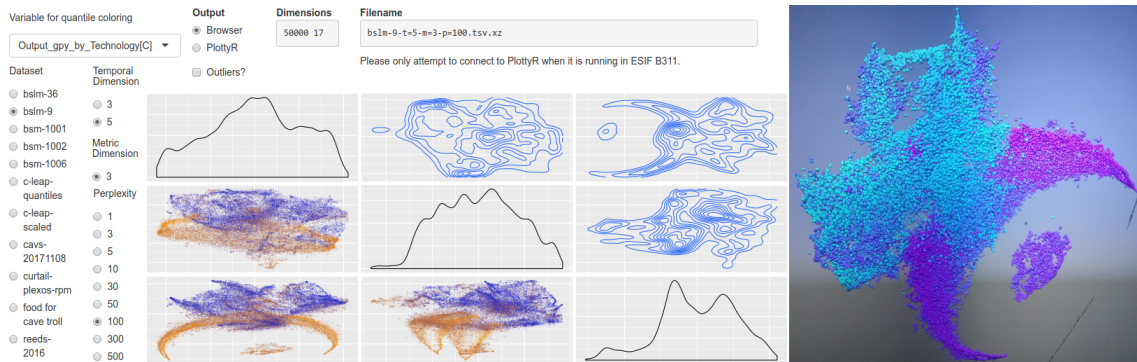 Variable for quantile coloring
Output_gpy_by_Technology[C]
Output
Browser
PlottyR
Outliers?
Dimensions
50000 17
Filename
bslm-9-t=5-m=3-p=100.tsv.xz
Please only attempt to connect to PlottyR when it is running in ESIF B311.
Dataset
bslm-36
bslm-9
bsm-1001
bsm-1002
bsm-1006
c-leap-
quantiles
c-leap-
scaled
cavs-
20171108
curtail-
plexos-rpm
food for
cave troll
reeds-
2016
Temporal
Dimension
3
5
Metric
Dimension
3
Perplexity
1
3
5
10
30
50
100
300
500